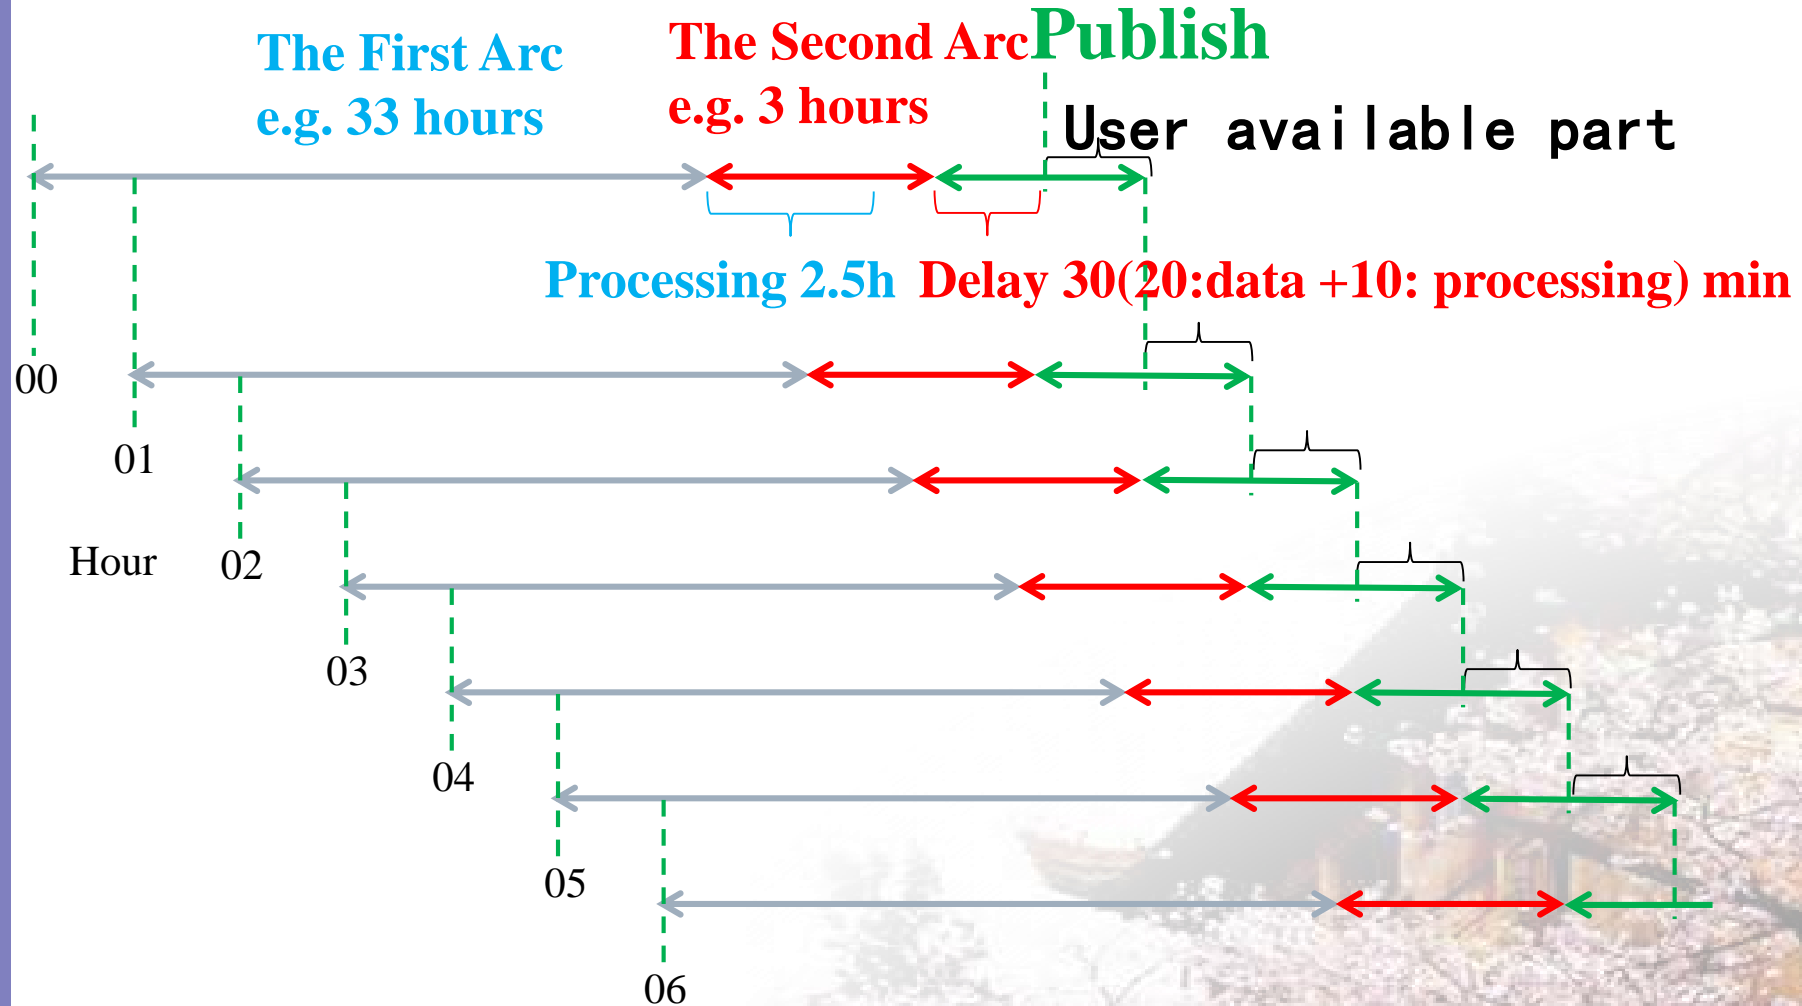 The First Arc
e.g. 33 hours
The Second Arc
e.g. 3 hours
Publish
User available part
Processing 2.5h
Delay 30(20:data +10: processing) min
00
01
Hour
02
03
04
05
06